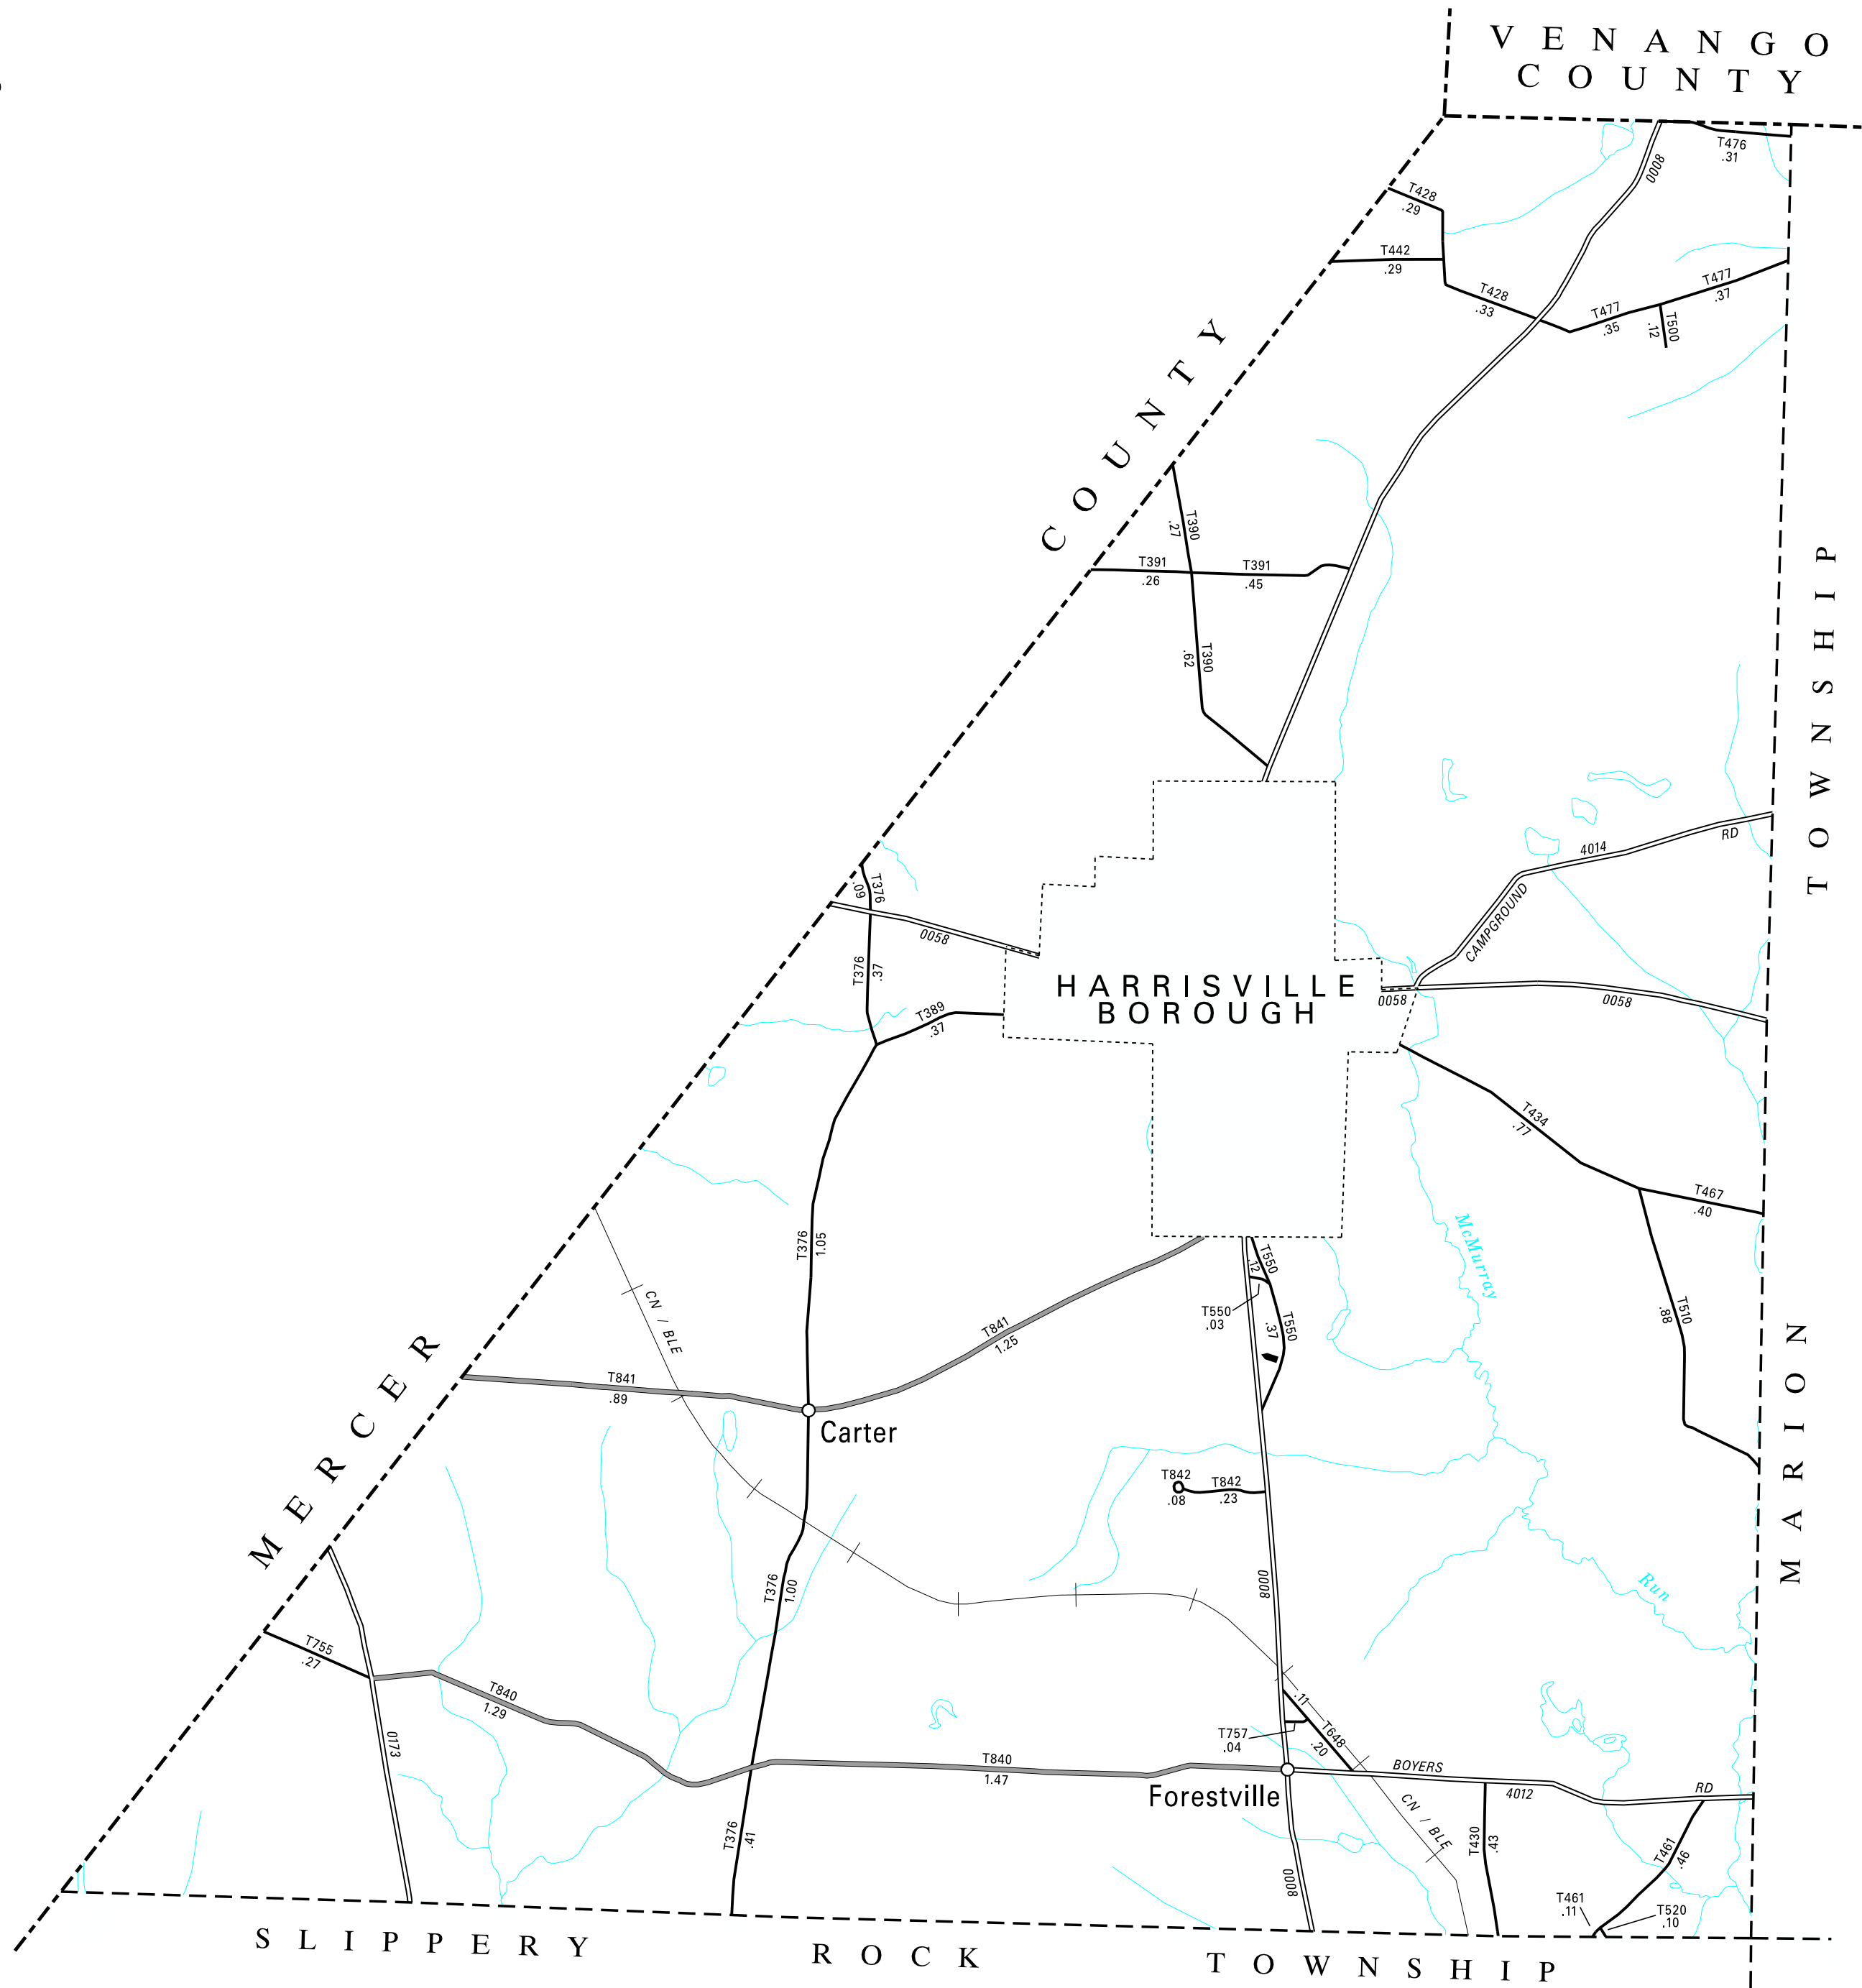 VENANGO
COUNTY
T476
.31
0008
T428
.29
T442
.29
T428
.33
T477
.35
T477
.37
T500
.12
COUNTY
T390
.27
T391
.26
T391
.45
T390
.62
TOWNSHIP
4014
RD
CAMPGROUND
T376
.09
0058
T376
.37
T389
.37
HARRISVILLE
BOROUGH
0058
0058
T434
.77
T467
.40
McMurray
T376
1.05
T550
.12
T550
.03
T550
.37
T510
.88
CN / BLE
T841
1.25
T841
.89
Carter
MERCER
MARION
T842
.08
T842
.23
0008
T376
1.00
Run
T755
.27
T840
1.29
0173
.11
T648
.20
T757
.04
T840
1.47
BOYERS
4012
RD
Forestville
CN / BLE
T376
.41
T430
.43
T461
.46
0008
T461
.11
T520
.10
SLIPPERY ROCK TOWNSHIP